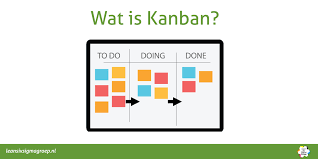 Wat is Kanban?
TO DO DOING DONE
leansixsigmagroep.nl